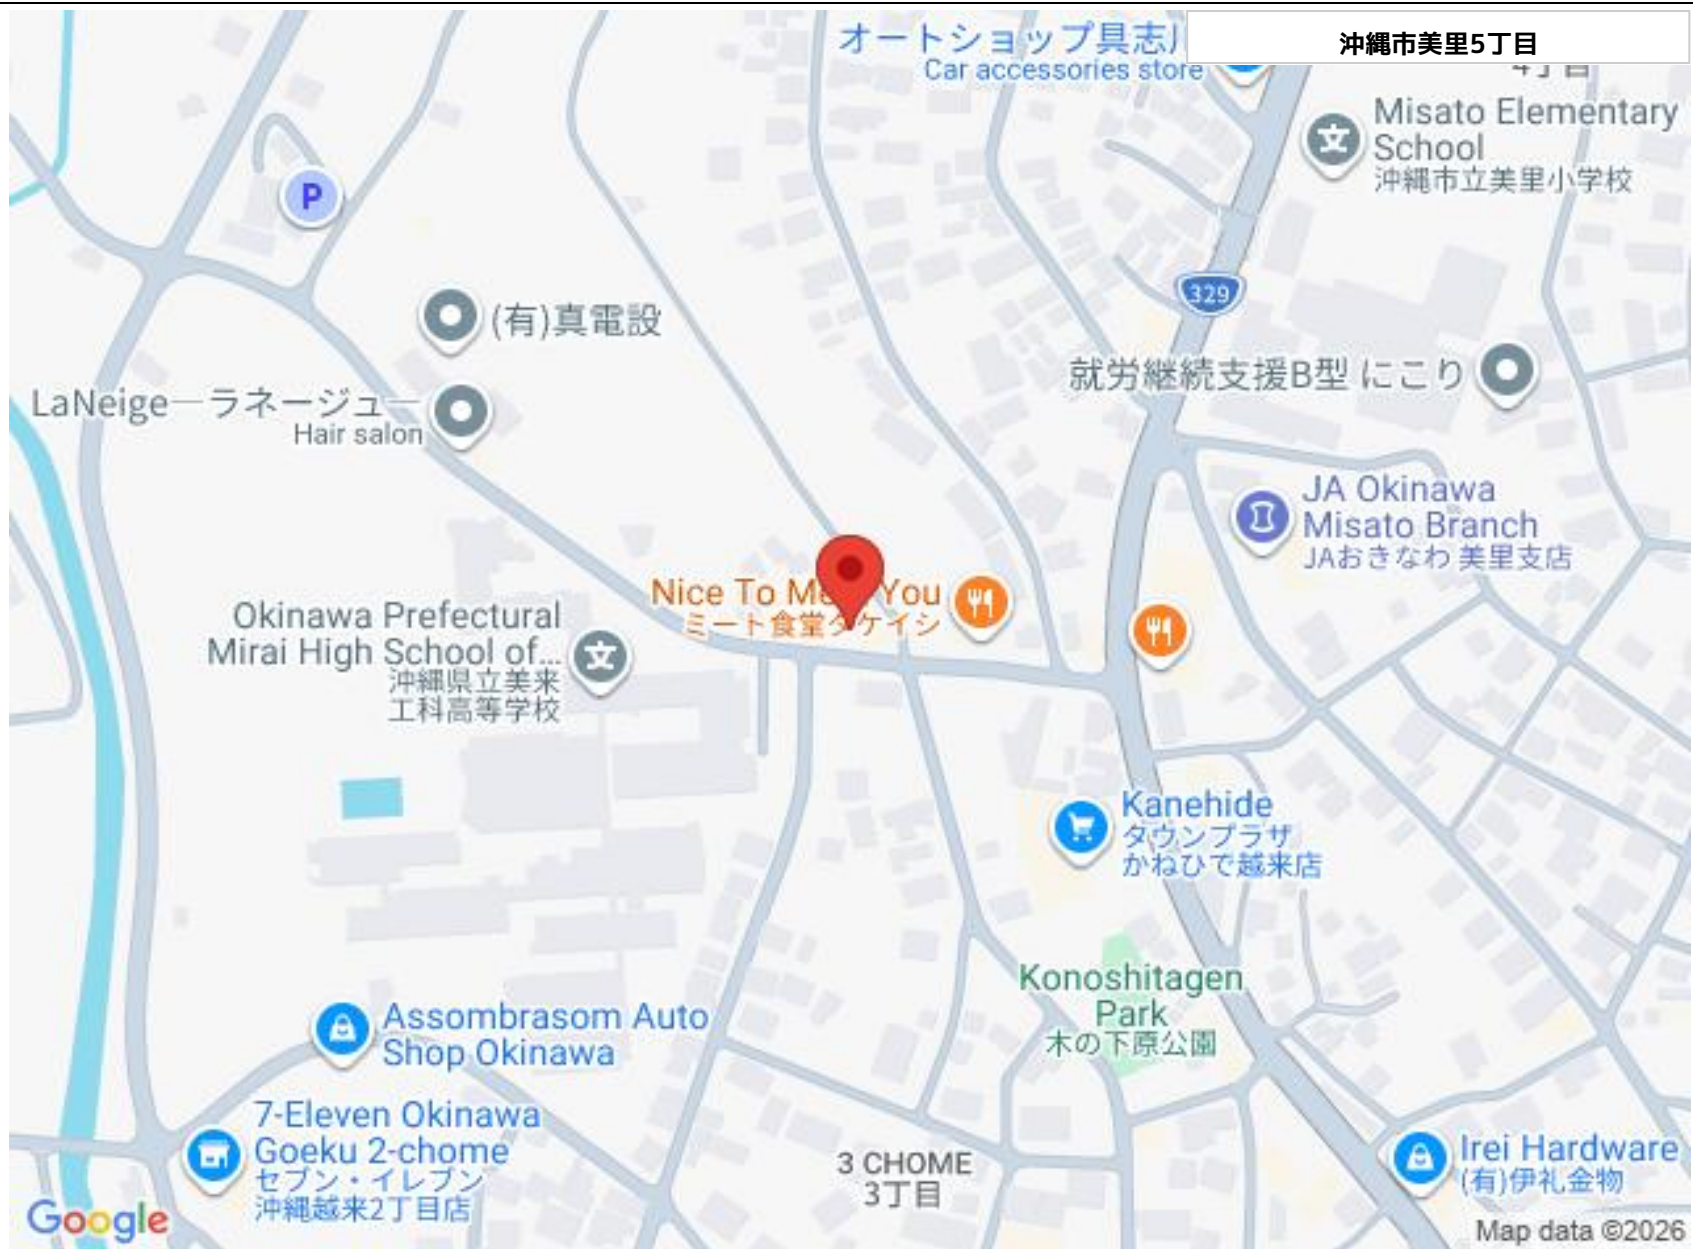 オートショップ具志川
Car accessories store
沖縄市美里5丁目
Misato Elementary
School
沖縄市立美里小学校
P
329
(有)真電設
就労継続支援B型 にこり
LaNeige―ラネージュ―
Hair salon
JA Okinawa
Misato Branch
JAおきなわ 美里支店
Okinawa Prefectural
Mirai High School of...
沖縄県立美来
工科高等学校
文
文
Nice To Meet You
ミート食堂タケイシ
Kanehide
タウンプラザ
かねひで越来店
Konoshitagen
Park
木の下原公園
Assombrasom Auto
Shop Okinawa
7-Eleven Okinawa
Goeku 2-chome
セブン・イレブン
沖縄越来2丁目店
3 CHOME
3丁目
Irei Hardware
(有)伊礼金物
Google
Map data ©2026